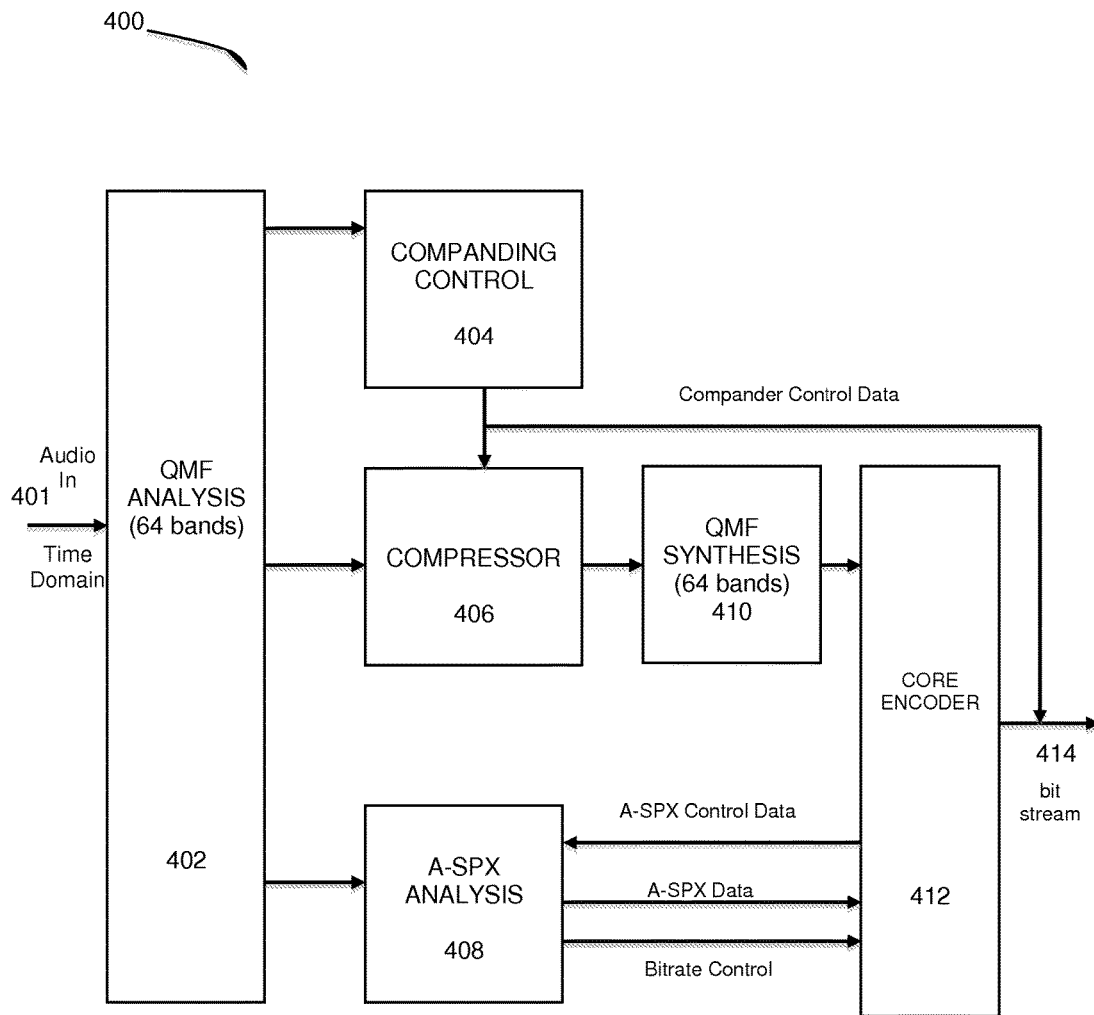 400
COMPANDING
CONTROL
404
Compander Control Data
Audio
In
401
Time
Domain
QMF
ANALYSIS
(64 bands)
402
COMPRESSOR
406
QMF
SYNTHESIS
(64 bands)
410
CORE
ENCODER
412
414
bit
stream
A-SPX Control Data
A-SPX
ANALYSIS
408
A-SPX Data
Bitrate Control